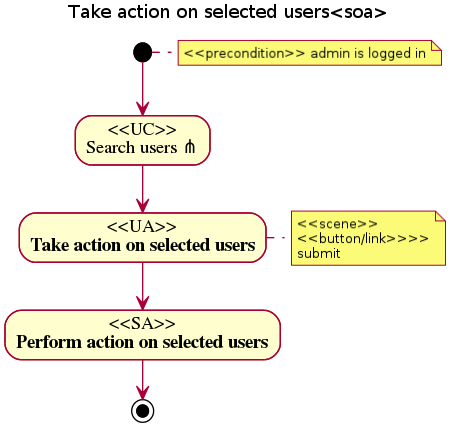 Take action on selected users<soa>
<<precondition>> admin is logged in
<<UC>>
Search users ⋔
<<UA>>
Take action on selected users
<<scene>>
<<button/link>>>>
submit
<<SA>>
Perform action on selected users